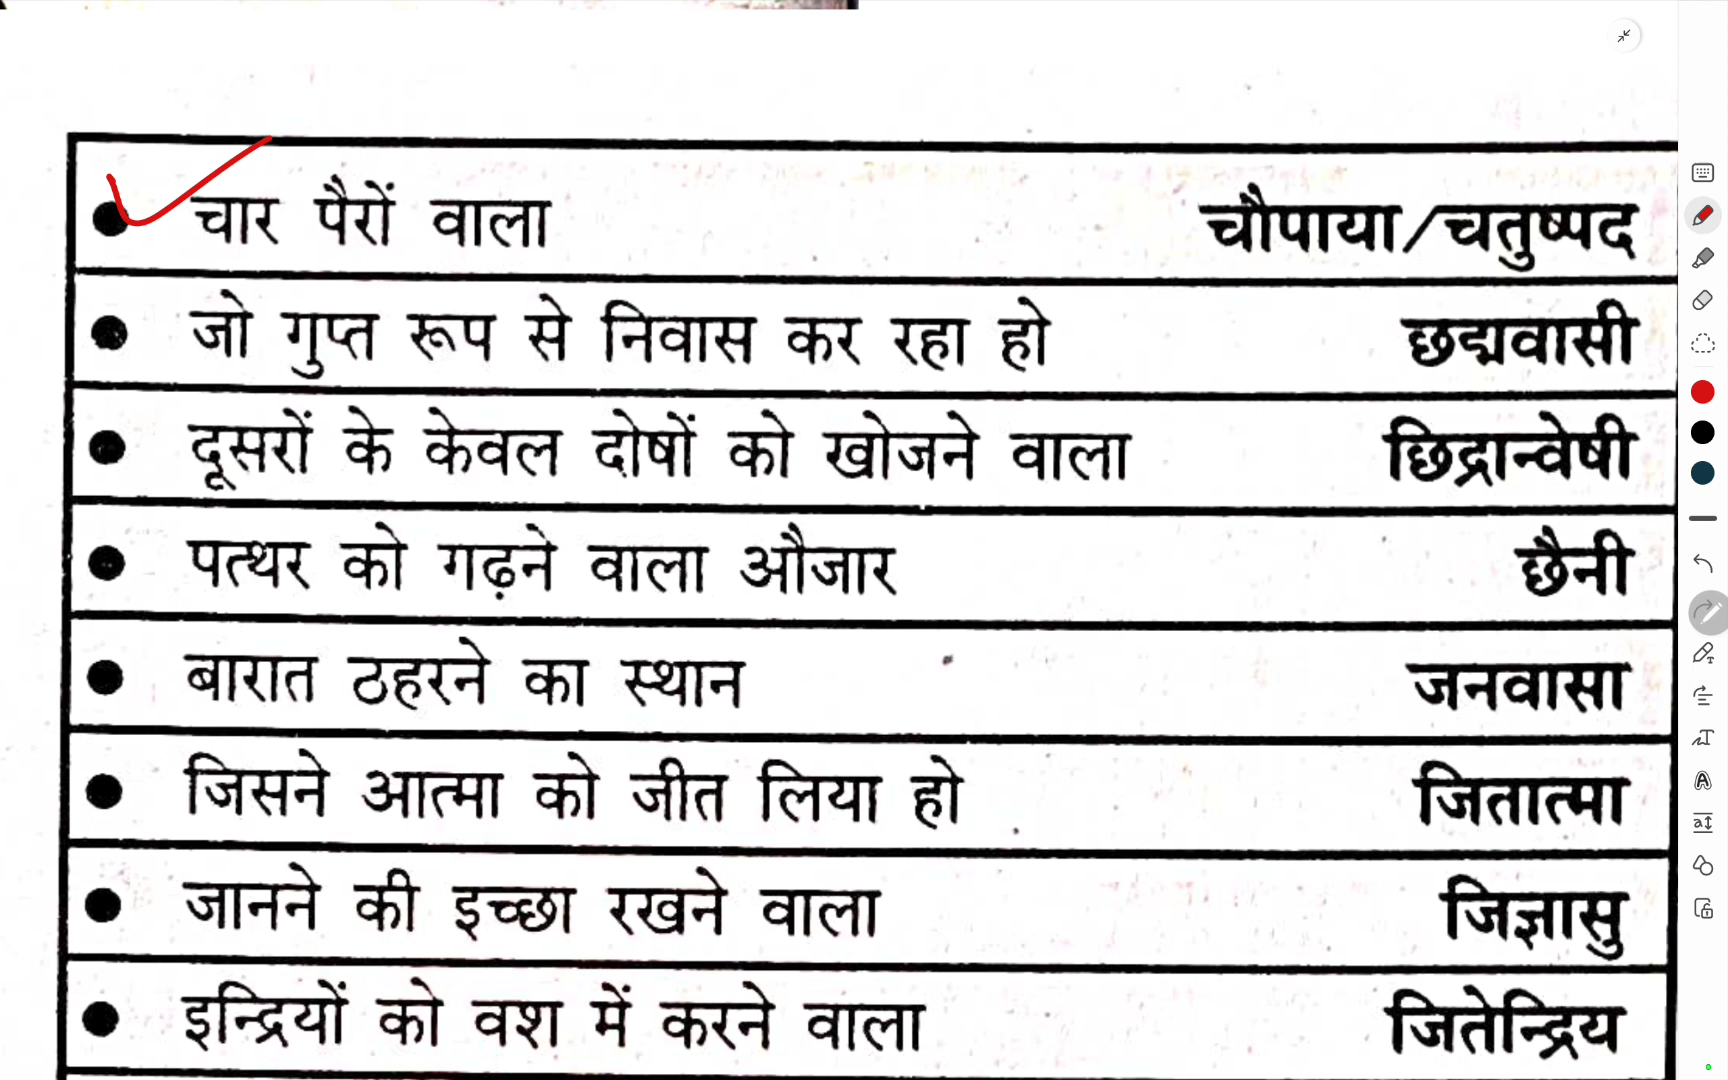 ● चार पैरों वाला चौपाया/चतुष्पद
● जो गुप्त रूप से निवास कर रहा हो छद्मवासी
● दूसरों के केवल दोषों को खोजने वाला छिद्रान्वेषी
● पत्थर को गढ़ने वाला औजार छैनी
● बारात ठहरने का स्थान जनवासा
● जिसने आत्मा को जीत लिया हो जितात्मा
● जानने की इच्छा रखने वाला जिज्ञासु
● इन्द्रियों को वश में करने वाला जितेन्द्रिय